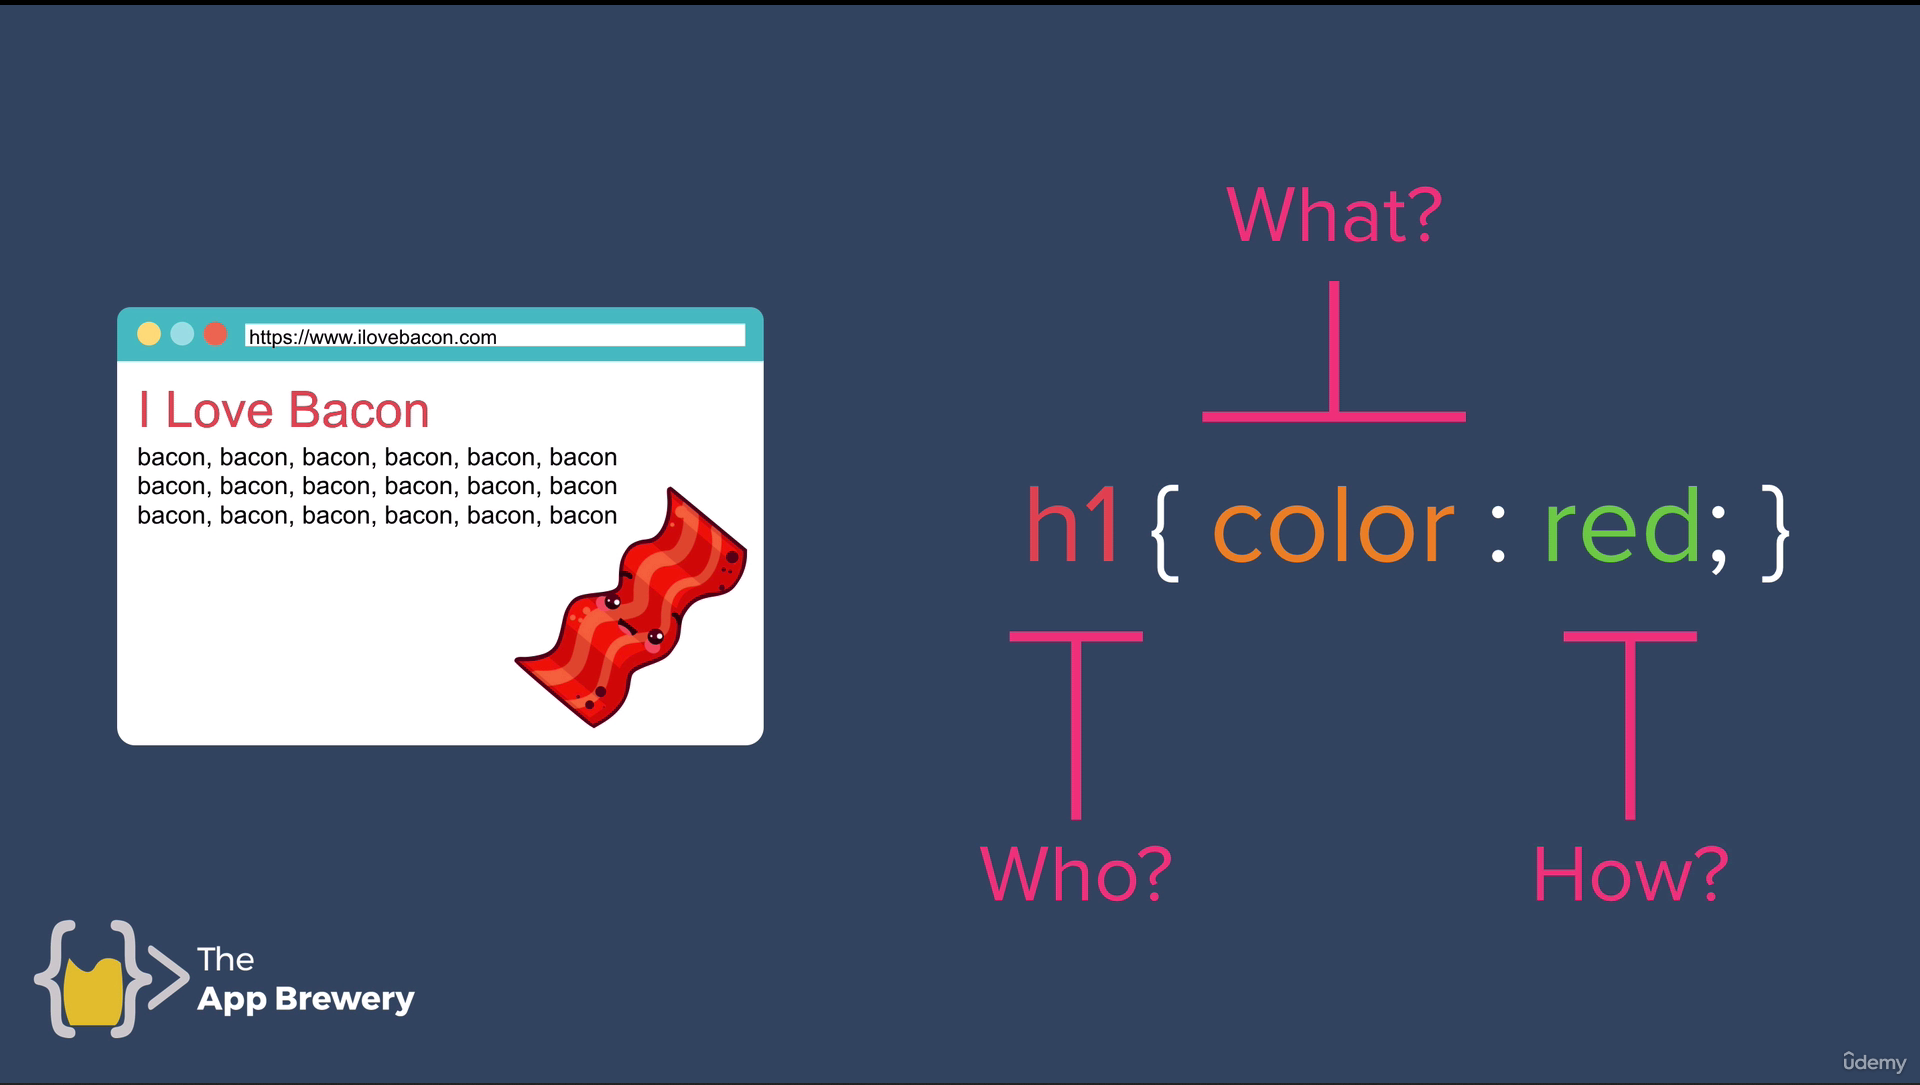 https://www.ilovebacon.com
I Love Bacon
bacon, bacon, bacon, bacon, bacon, bacon
bacon, bacon, bacon, bacon, bacon, bacon
bacon, bacon, bacon, bacon, bacon, bacon
What?
h1 { color : red; }
Who?
How?
The
App Brewery
udemy